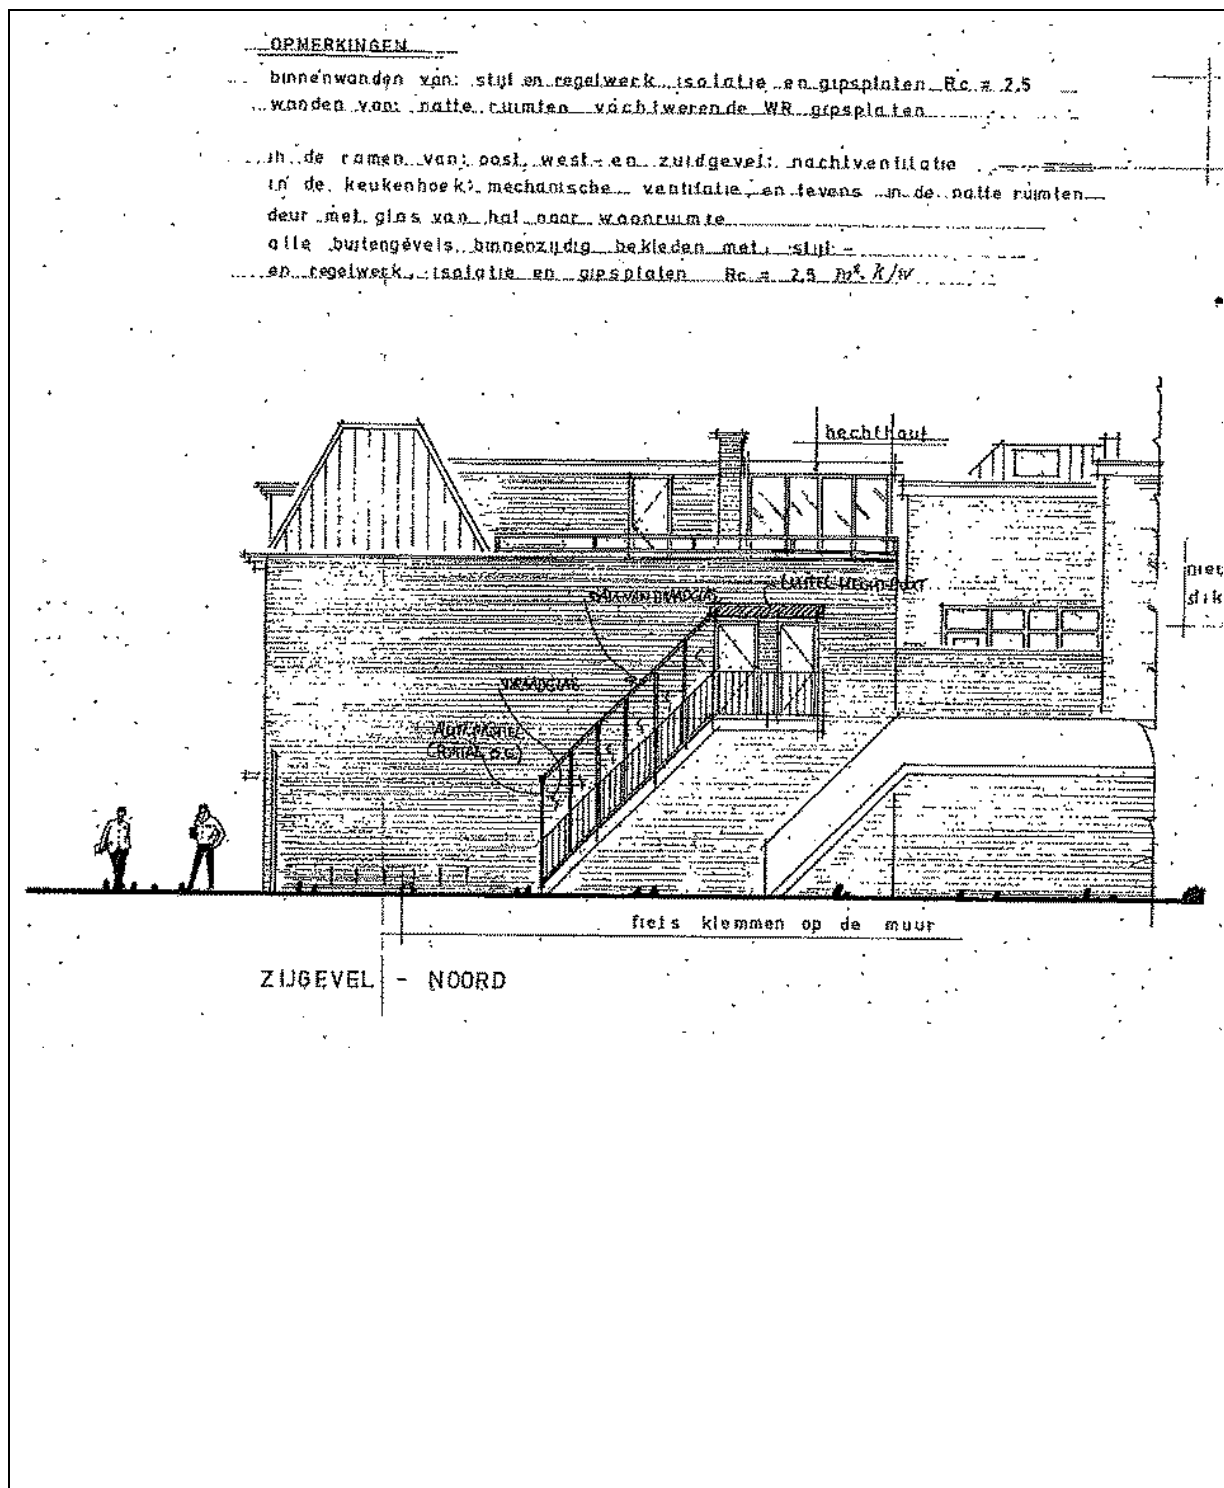 OPMERKINGEN
binnenwanden van: stijl en regelwerk, isolatie en gipsplaten Rc = 2,5
wanden van: natte ruimten vochtwerende WR gipsplaten
in de ramen van: oost, west- en zuidgevel: nachtventilatie
in de keukenhoek: mechanische ventilatie, en tevens in de natte ruimten
deur met glas van hal naar woonruimte
alle buitengevels binnenzijdig bekleden met: stijl-
en regelwerk, isolatie en gipsplaten Rc = 2,5 m². k/w
hechthout
niet
dik
DRAADGLAS
fiets klemmen op de muur
ZIJGEVEL - NOORD